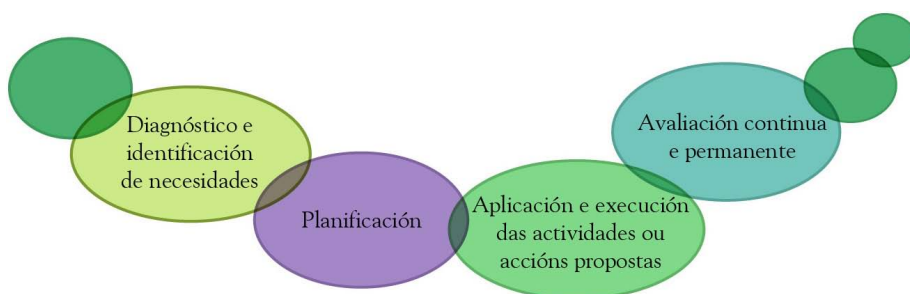 Diagnóstico e
identificación
de necesidades
Planificación
Aplicación e execución
das actividades ou
accións propostas
Avaliación continua
e permanente